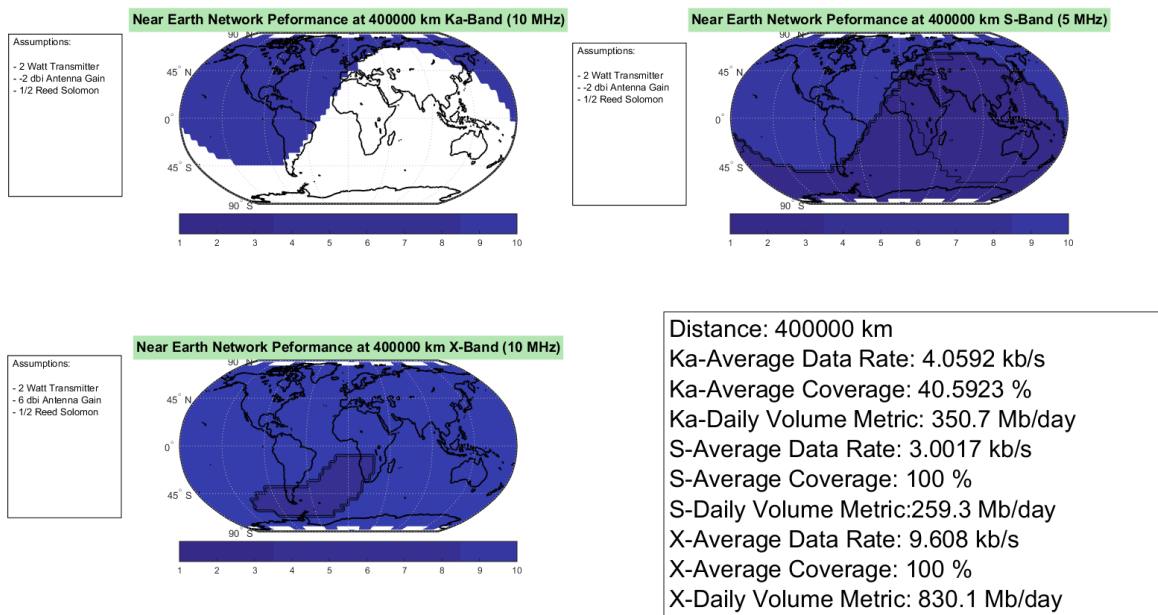 Near Earth Network Peformance at 400000 km Ka-Band (10 MHz)
Assumptions:
- 2 Watt Transmitter
- -2 dbi Antenna Gain
- 1/2 Reed Solomon
90° N
45° N
0°
45° S
90° S
1 2 3 4 5 6 7 8 9 10
Near Earth Network Peformance at 400000 km S-Band (5 MHz)
Assumptions:
- 2 Watt Transmitter
- -2 dbi Antenna Gain
- 1/2 Reed Solomon
90° N
45° N
0°
45° S
90° S
1 2 3 4 5 6 7 8 9 10
Near Earth Network Peformance at 400000 km X-Band (10 MHz)
Assumptions:
- 2 Watt Transmitter
- 6 dbi Antenna Gain
- 1/2 Reed Solomon
90° N
45° N
0°
45° S
90° S
1 2 3 4 5 6 7 8 9 10
Distance: 400000 km
Ka-Average Data Rate: 4.0592 kb/s
Ka-Average Coverage: 40.5923 %
Ka-Daily Volume Metric: 350.7 Mb/day
S-Average Data Rate: 3.0017 kb/s
S-Average Coverage: 100 %
S-Daily Volume Metric:259.3 Mb/day
X-Average Data Rate: 9.608 kb/s
X-Average Coverage: 100 %
X-Daily Volume Metric: 830.1 Mb/day